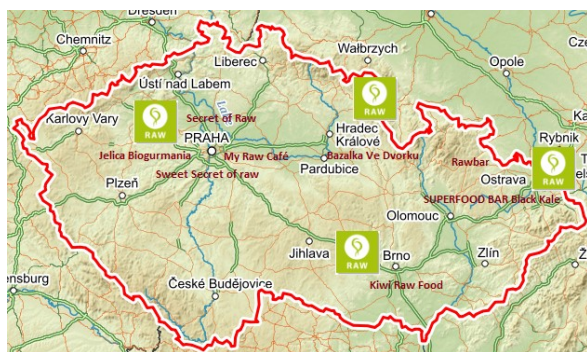 Dresden
Chemnitz
Liberec
Wałbrzych
Opole
Ústí nad Labem
Karlovy Vary
RAW
Secret of Raw
RAW
Hradec
Králové
Rybnik
PRAHA
Jelica Biogurmania
My Raw Café
Bazalka Ve Dvorku
Rawbar
RAW
Pardubice
Ostrava
Sweet Secret of raw
Plzeň
SUPERFOOD BAR Black Kale
Olomouc
Jihlava
RAW
Brno
Zlín
České Budějovice
Kiwi Raw Food